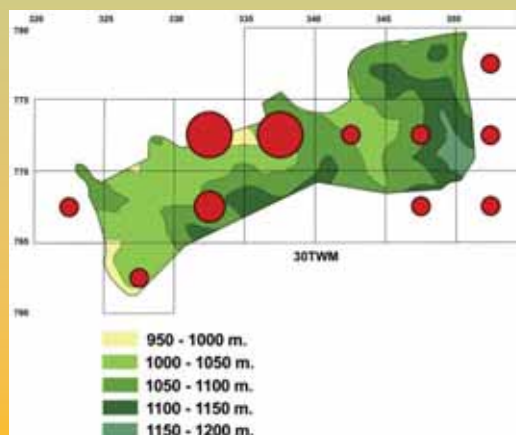 320 325 330 335 340 345 350
780
775
770
765
760
30TWM
950 - 1000 m.
1000 - 1050 m.
1050 - 1100 m.
1100 - 1150 m.
1150 - 1200 m.